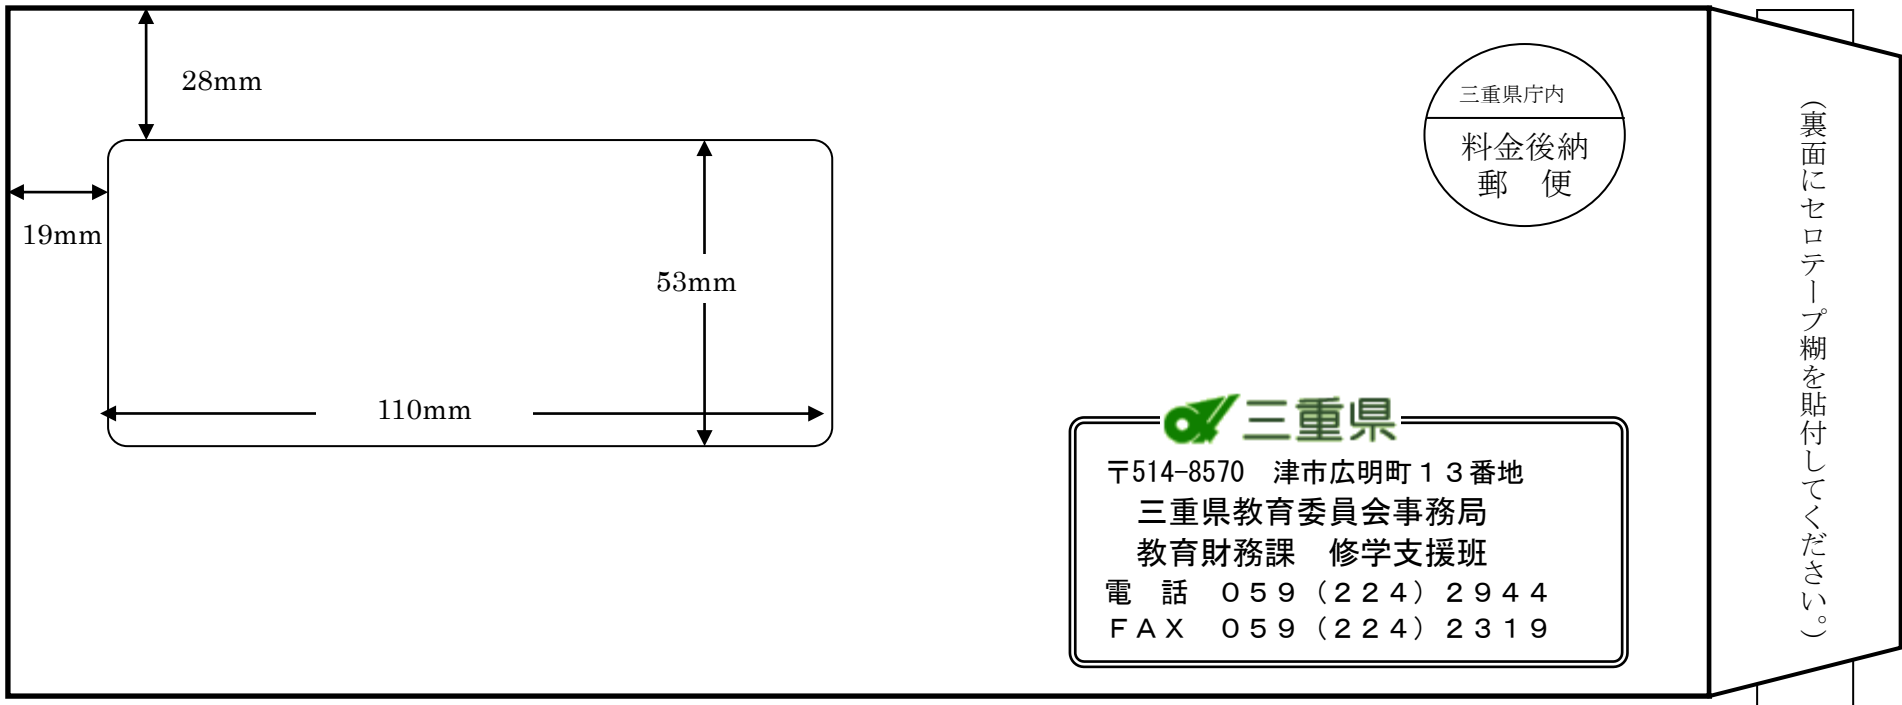 28mm
19mm
53mm
110mm
三重県庁内
料金後納
郵　便
三重県
〒514-8570　津市広明町１３番地
三重県教育委員会事務局
教育財務課　修学支援班
電　話　０５９（２２４）２９４４
ＦＡＸ　０５９（２２４）２３１９
（裏面にセロテープ糊を貼付してください。）